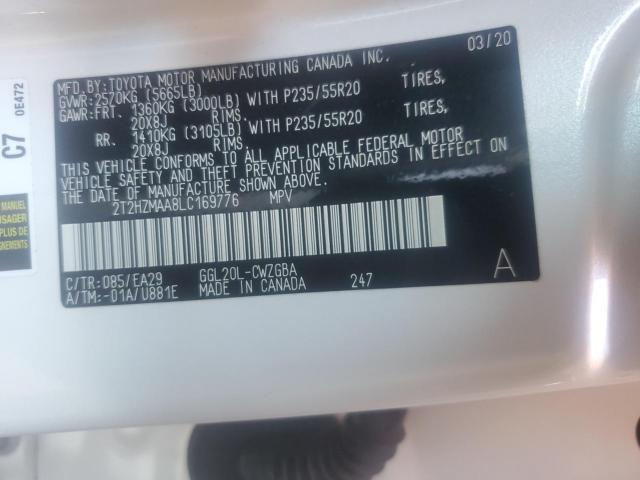 MFD. BY:TOYOTA MOTOR MANUFACTURING CANADA INC. 03/20
GVWR: 2570KG (5665LB)
GAWR:FRT. 1360KG (3000LB) WITH P235/55R20 TIRES,
20X8J RIMS.
RR. 1410KG (3105LB) WITH P235/55R20 TIRES,
20X8J RIMS.
THIS VEHICLE CONFORMS TO ALL APPLICABLE FEDERAL MOTOR
VEHICLE SAFETY AND THEFT PREVENTION STANDARDS IN EFFECT ON
THE DATE OF MANUFACTURE SHOWN ABOVE.
2T2HZMAA8LC169776 MPV
C/TR:085/EA29 GGL20L-CWZGBA
A/TM:-01A/U881E MADE IN CANADA 247 A
C7
0E472
MANUEL
USAGER
GNEMENTS